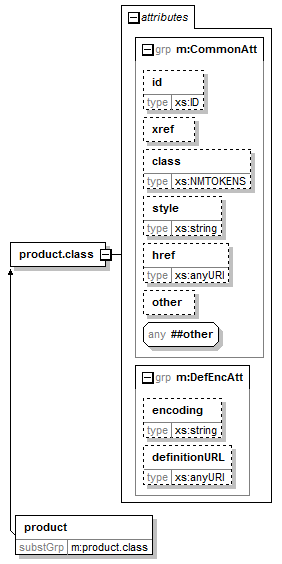 attributes
grp m:CommonAtt
id
type xs:ID
xref
class
type xs:NMTOKENS
style
type xs:string
href
type xs:anyURI
other
any ##other
product.class
grp m:DefEncAtt
encoding
type xs:string
definitionURL
type xs:anyURI
product
substGrp m:product.class